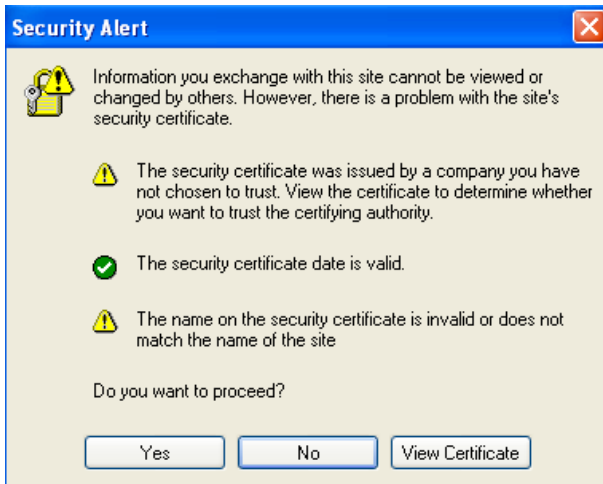 Security Alert
Information you exchange with this site cannot be viewed or
changed by others. However, there is a problem with the site's
security certificate.
The security certificate was issued by a company you have
not chosen to trust. View the certificate to determine whether
you want to trust the certifying authority.
The security certificate date is valid.
The name on the security certificate is invalid or does not
match the name of the site
Do you want to proceed?
Yes No View Certificate